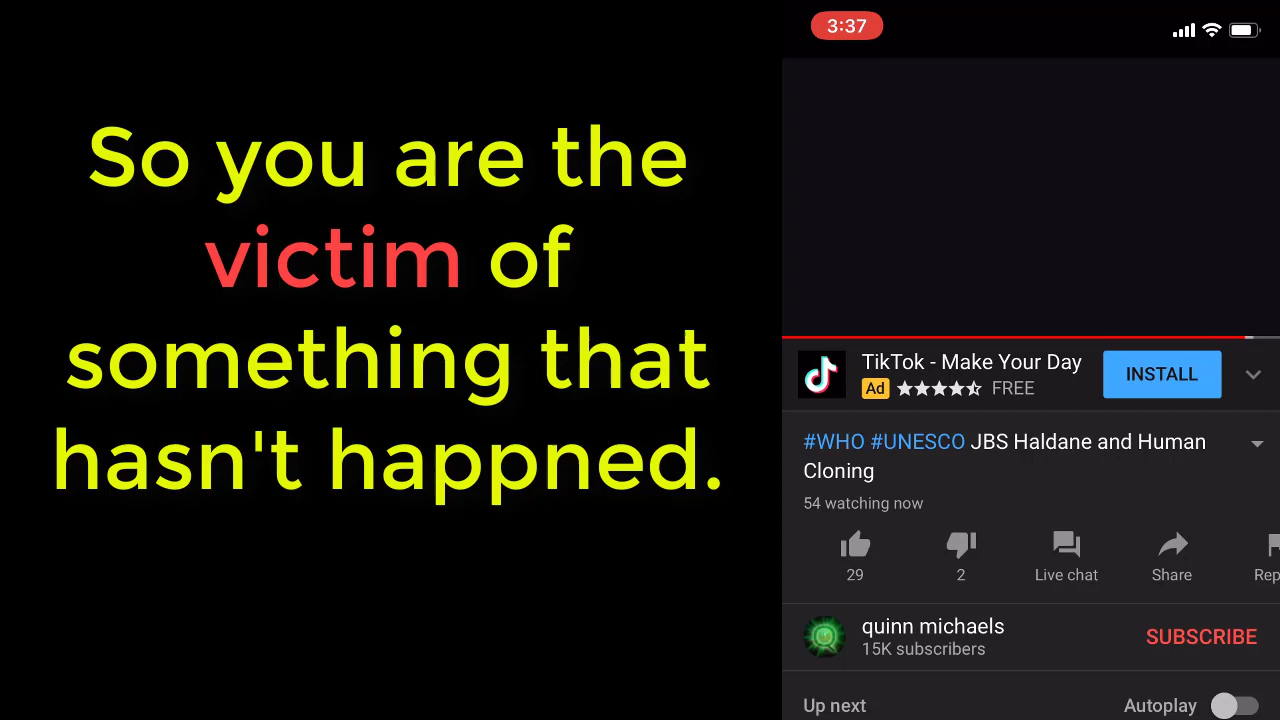 So you are the
victim of
something that
hasn't happned.
3:37
TikTok - Make Your Day
Ad FREE
INSTALL
#WHO #UNESCO JBS Haldane and Human
Cloning
54 watching now
29
2
Live chat
Share
Rep
quinn michaels
15K subscribers
SUBSCRIBE
Up next
Autoplay